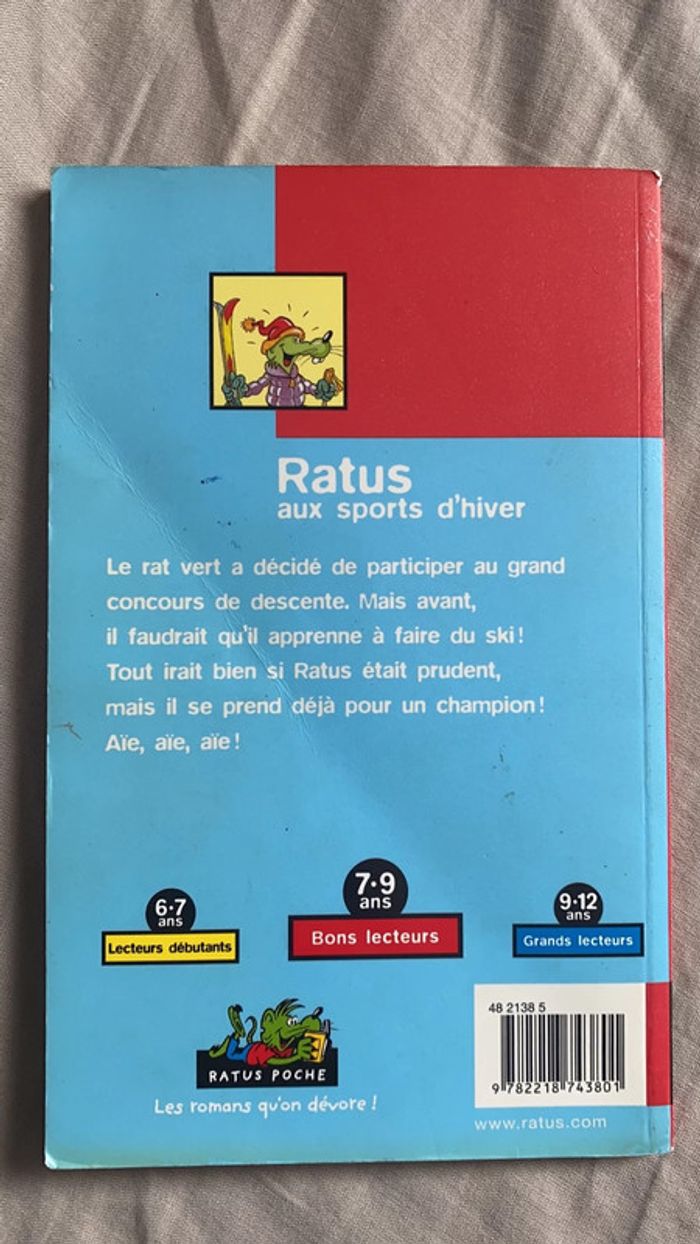 Ratus
aux sports d'hiver
Le rat vert a décidé de participer au grand
concours de descente. Mais avant,
il faudrait qu'il apprenne à faire du ski !
Tout irait bien si Ratus était prudent,
mais il se prend déjà pour un champion !
Aïe, aïe, aïe !
6•7
ans
Lecteurs débutants
7•9
ans
Bons lecteurs
9•12
ans
Grands lecteurs
RATUS POCHE
Les romans qu'on dévore !
48 2138 5
9 782218 743801
www.ratus.com